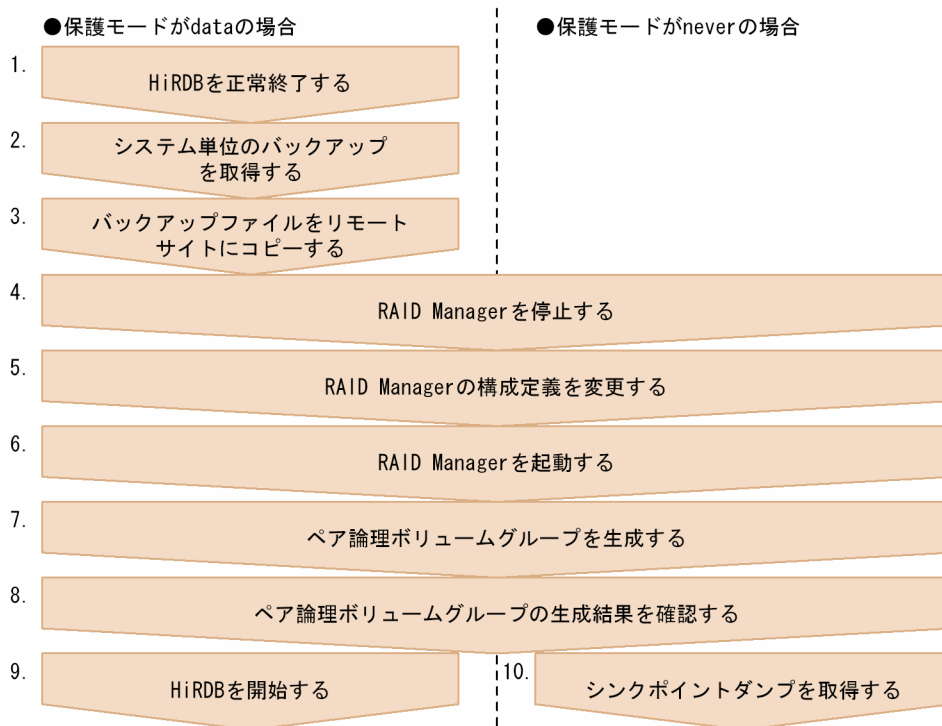 ●保護モードがdataの場合
●保護モードがneverの場合
1.
HiRDBを正常終了する
2.
システム単位のバックアップ
を取得する
3.
バックアップファイルをリモート
サイトにコピーする
4.
RAID Managerを停止する
5.
RAID Managerの構成定義を変更する
6.
RAID Managerを起動する
7.
ペア論理ボリュームグループを生成する
8.
ペア論理ボリュームグループの生成結果を確認する
9.
HiRDBを開始する
10.
シンクポイントダンプを取得する